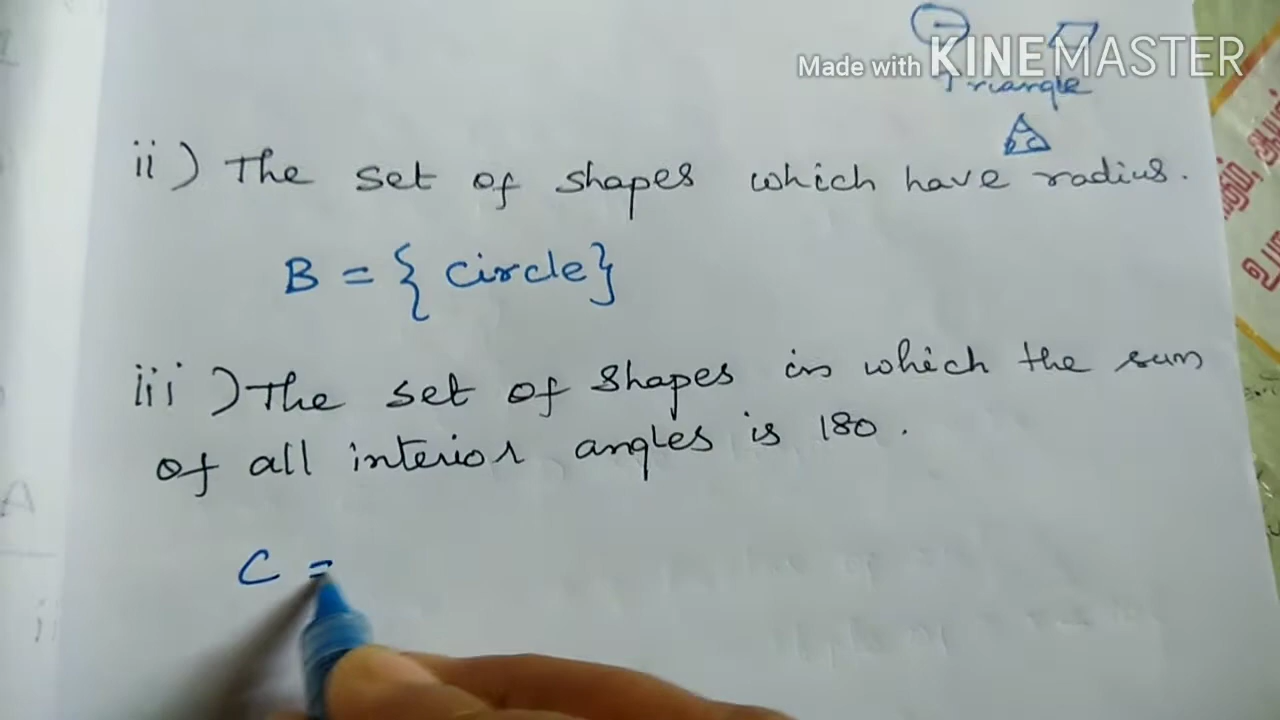 Made with KINEMASTER
Triangle
ii) The set of shapes which have radius.
B = { circle}
iii) The set of shapes in which the sum
of all interior angles is 180.
C =